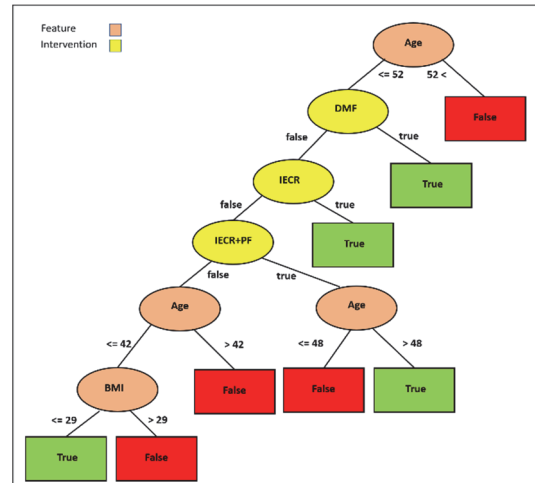 Feature
Intervention
Age
<= 52 52 <
DMF
False
false true
IECR
True
false true
IECR+PF
True
false true
Age Age
<= 42 > 42 <= 48 > 48
BMI
False False True
<= 29 > 29
True False